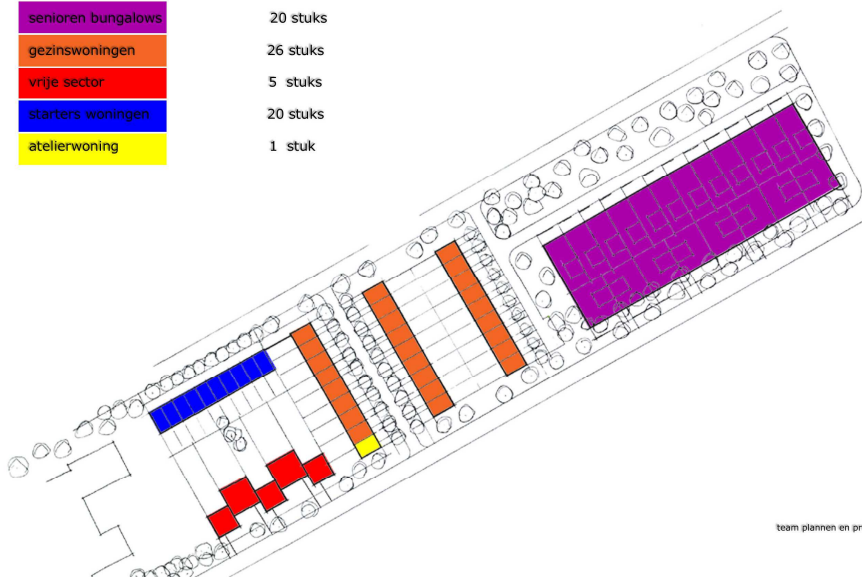 senioren bungalows 20 stuks
gezinswoningen 26 stuks
vrije sector 5 stuks
starters woningen 20 stuks
atelierwoning 1 stuk
team plannen en pr